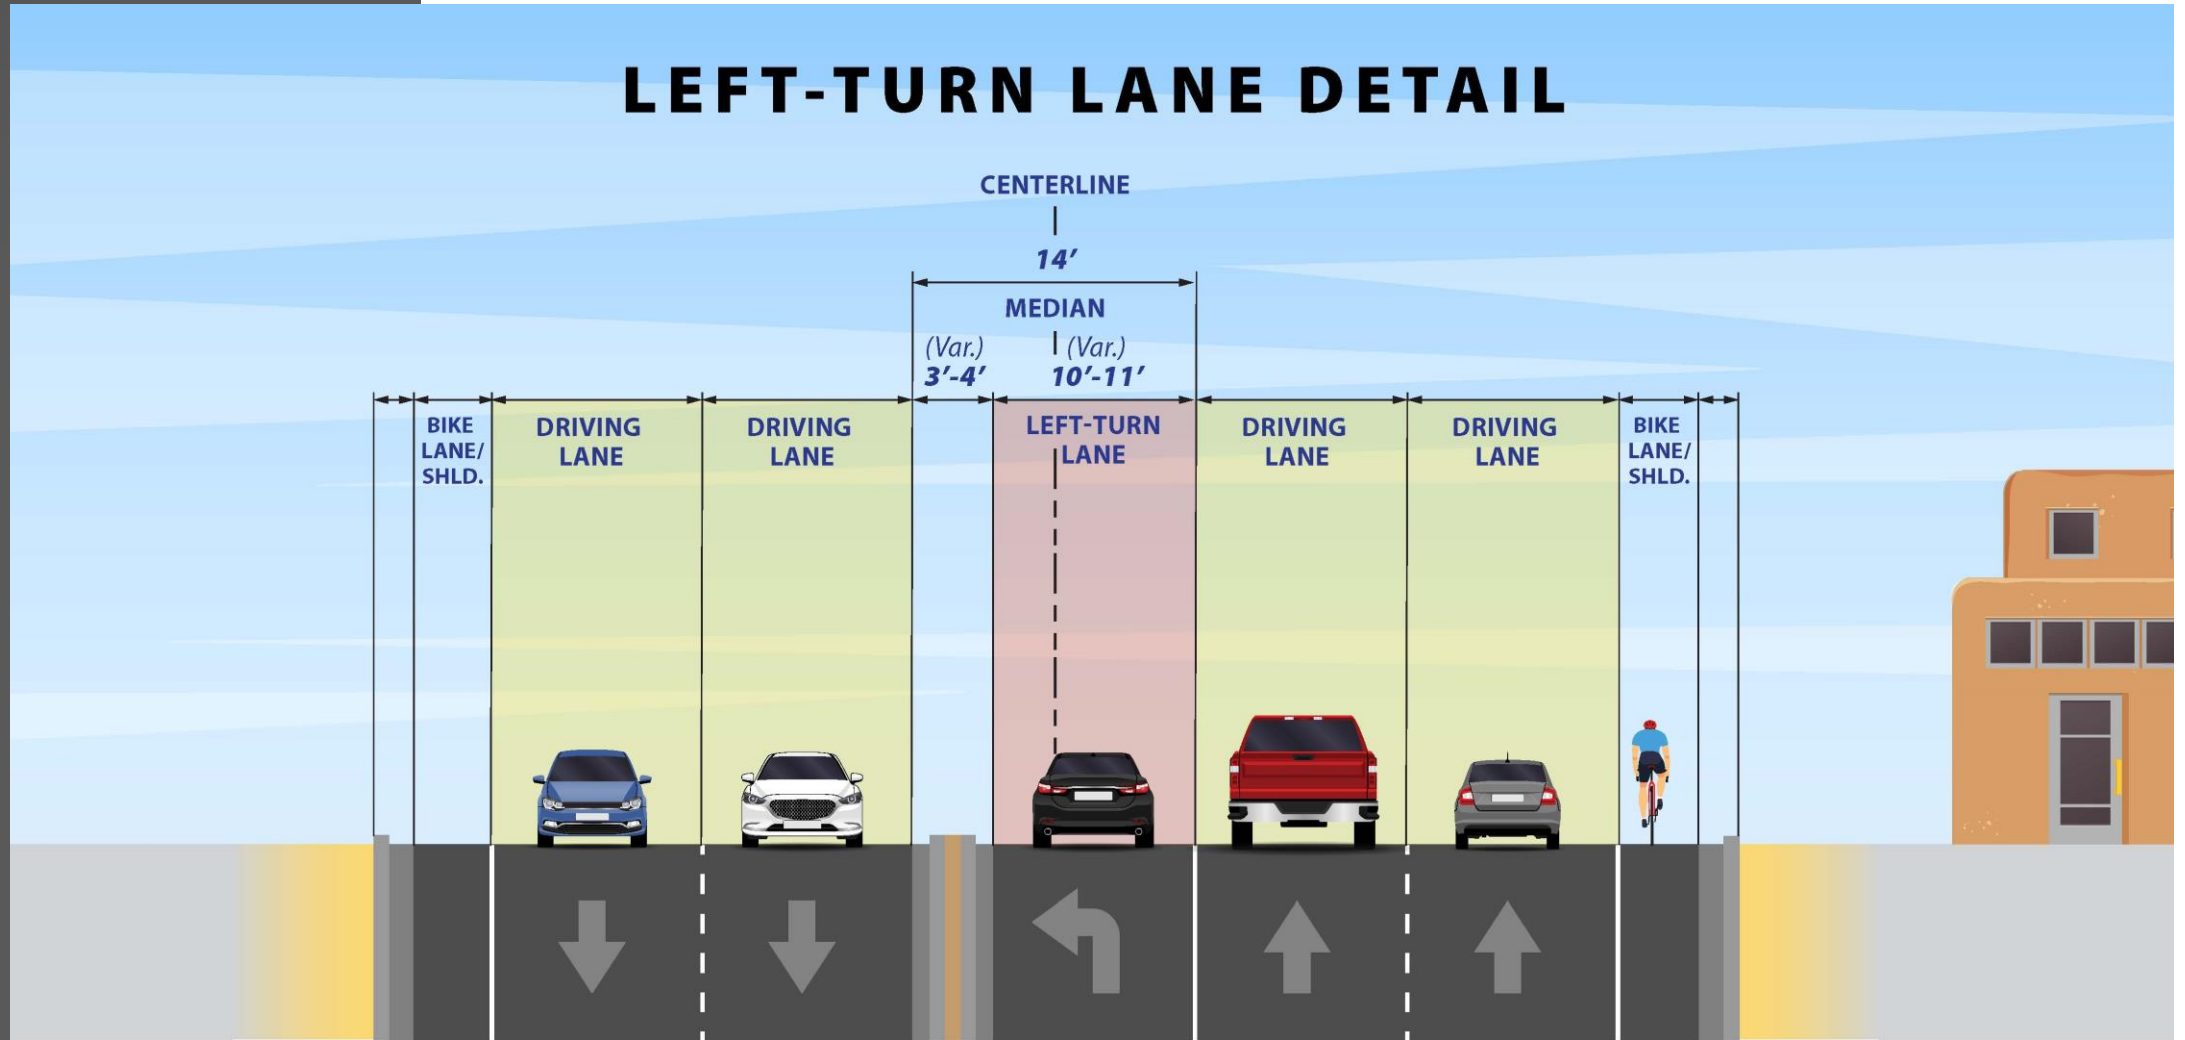 LEFT-TURN LANE DETAIL
CENTERLINE
14’
MEDIAN
(Var.)
3’-4’
(Var.)
10’-11’
BIKE
LANE/
SHLD.
DRIVING
LANE
DRIVING
LANE
LEFT-TURN
LANE
DRIVING
LANE
DRIVING
LANE
BIKE
LANE/
SHLD.